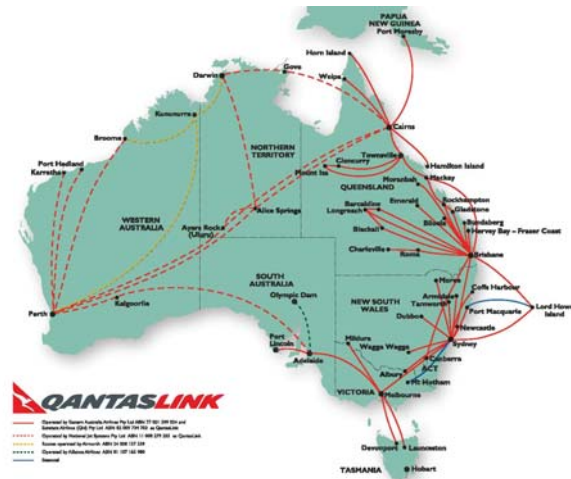 PAPUA
NEW GUINEA
Port Moresby
Horn Island
Weipa
Gove
Darwin
Kununurra
Broome
Port Hedland
Karratha
Cairns
Townsville
Cloncurry
Mount Isa
Hamilton Island
Mackay
Moranbah
NORTHERN
TERRITORY
QUEENSLAND
Rockhampton
Emerald
Gladstone
Barcaldine
Longreach
Biloela
Bundaberg
Hervey Bay – Fraser Coast
Blackall
Alice Springs
WESTERN
AUSTRALIA
Ayers Rock
(Uluru)
Charleville
Roma
Brisbane
SOUTH
AUSTRALIA
Olympic Dam
Moree
Coffs Harbour
Armidale
Tamworth
NEW SOUTH
WALES
Port Macquarie
Lord Howe
Island
Dubbo
Newcastle
Perth
Kalgoorlie
Port
Lincoln
Adelaide
Mildura
Wagga Wagga
Sydney
Canberra
ACT
Albury
Mt Hotham
VICTORIA
Melbourne
Devonport
Launceston
TASMANIA
Hobart
QANTASLINK